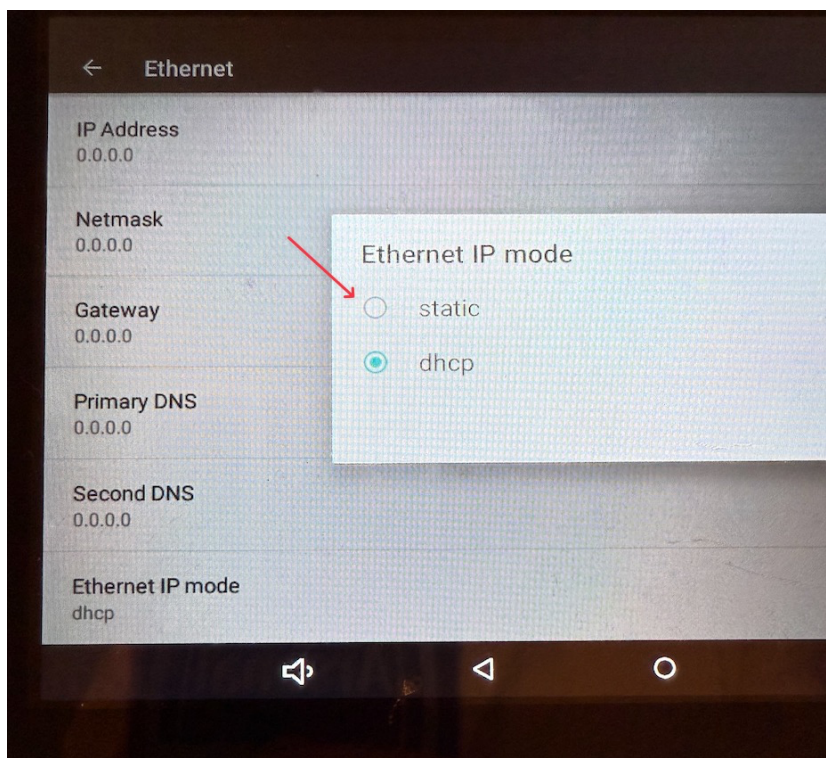 Ethernet
IP Address
0.0.0.0
Netmask
0.0.0.0
Gateway
0.0.0.0
Primary DNS
0.0.0.0
Second DNS
0.0.0.0
Ethernet IP mode
dhcp
Ethernet IP mode
static
dhcp